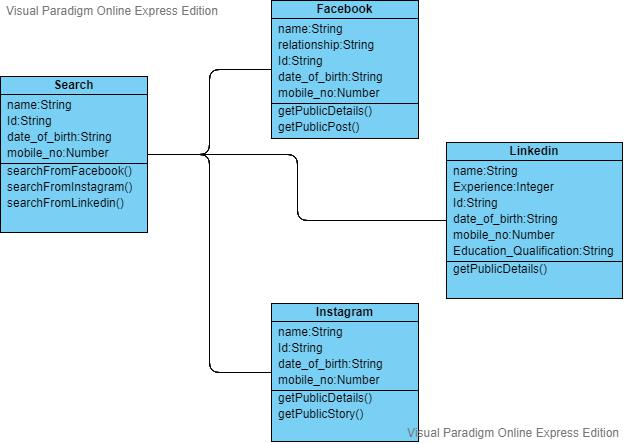 Visual Paradigm Online Express Edition
Facebook
name:String
relationship:String
Id:String
date_of_birth:String
mobile_no:Number
getPublicDetails()
getPublicPost()
Search
name:String
Id:String
date_of_birth:String
mobile_no:Number
searchFromFacebook()
searchFromInstagram()
searchFromLinkedin()
Linkedin
name:String
Experience:Integer
Id:String
date_of_birth:String
mobile_no:Number
Education_Qualification:String
getPublicDetails()
Instagram
name:String
Id:String
date_of_birth:String
mobile_no:Number
getPublicDetails()
getPublicStory()
Visual Paradigm Online Express Edition